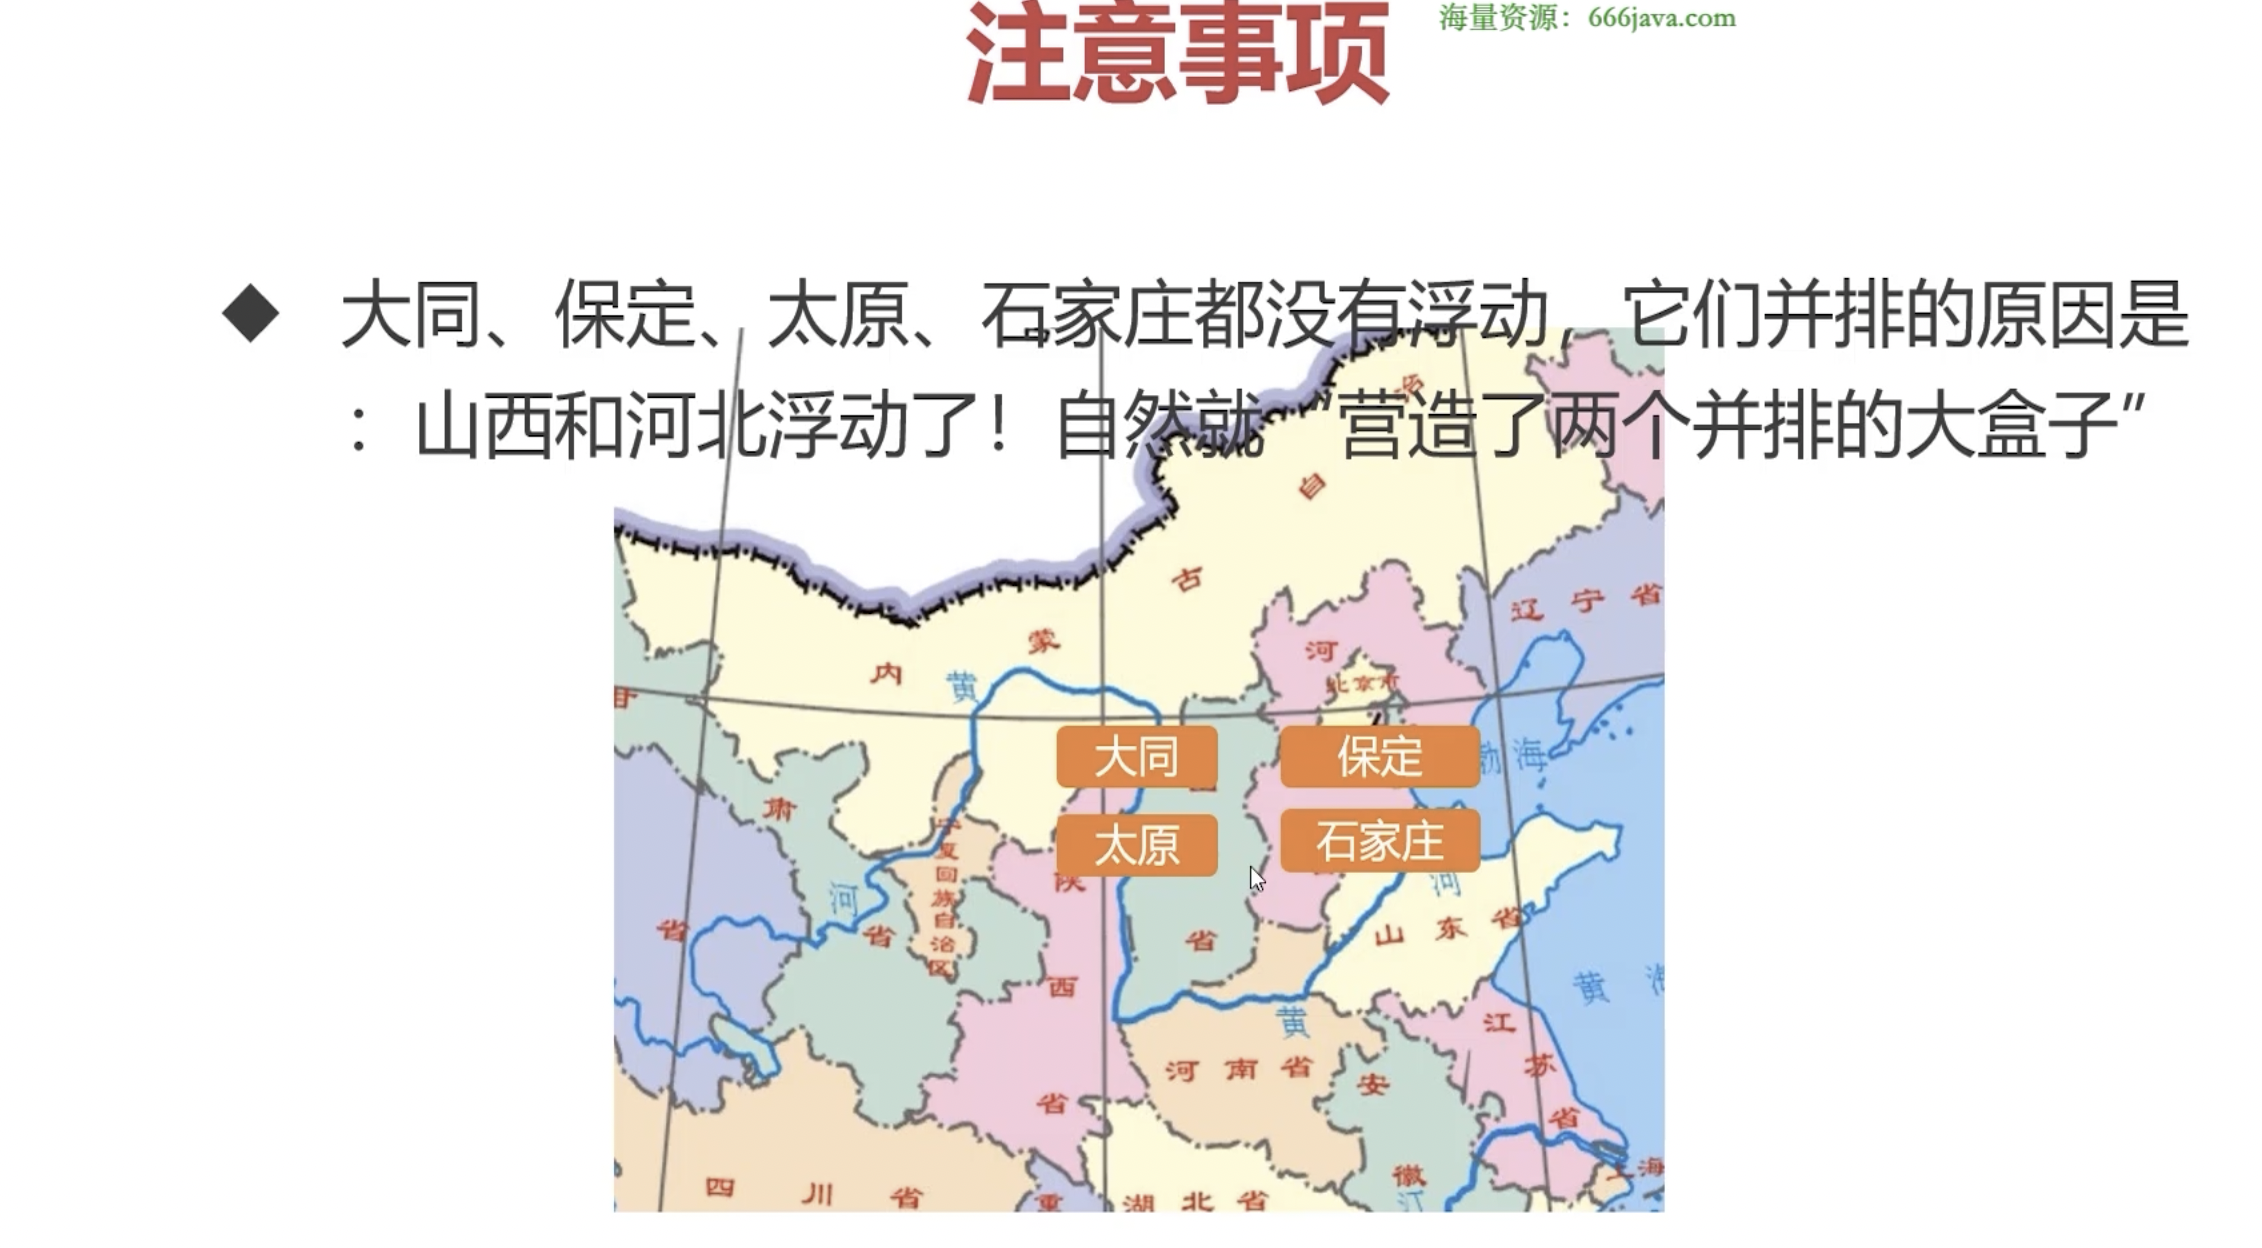 注意事项
海量资源：666java.com
大同、保定、太原、石家庄都没有浮动，它们并排的原因是
：山西和河北浮动了！自然就“营造了两个并排的大盒子”
治
自
古
蒙
内
黄
河
北京市
辽宁省
甘
肃
省
大同
保定
渤海
太原
石家庄
宁夏回族自治区
河
省
陕
西
省
省
河
山东省
黄海
黄
河南省
安
徽
江
苏
省
上海
四川省
重
湖北省
江